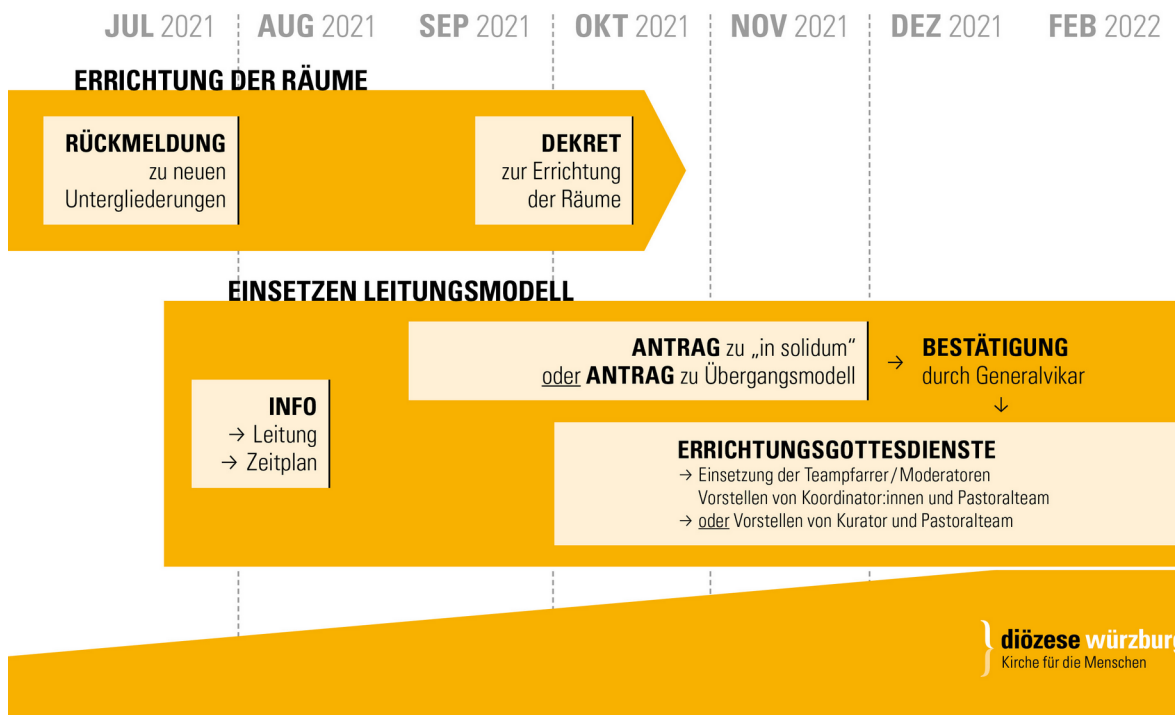 JUL 2021 AUG 2021 SEP 2021 OKT 2021 NOV 2021 DEZ 2021 FEB 2022
ERRICHTUNG DER RÄUME
RÜCKMELDUNG
zu neuen
Untergliederungen
DEKRET
zur Errichtung
der Räume
EINSETZEN LEITUNGSMODELL
INFO
→ Leitung
→ Zeitplan
ANTRAG zu „in solidum“
oder ANTRAG zu Übergangsmodell
→ BESTÄTIGUNG
durch Generalvikar
↓
ERRICHTUNGSGOTTESDIENSTE
→ Einsetzung der Teampfarrer/Moderatoren
Vorstellen von Koordinator:innen und Pastoralteam
→ oder Vorstellen von Kurator und Pastoralteam
diözese würzburg
Kirche für die Menschen